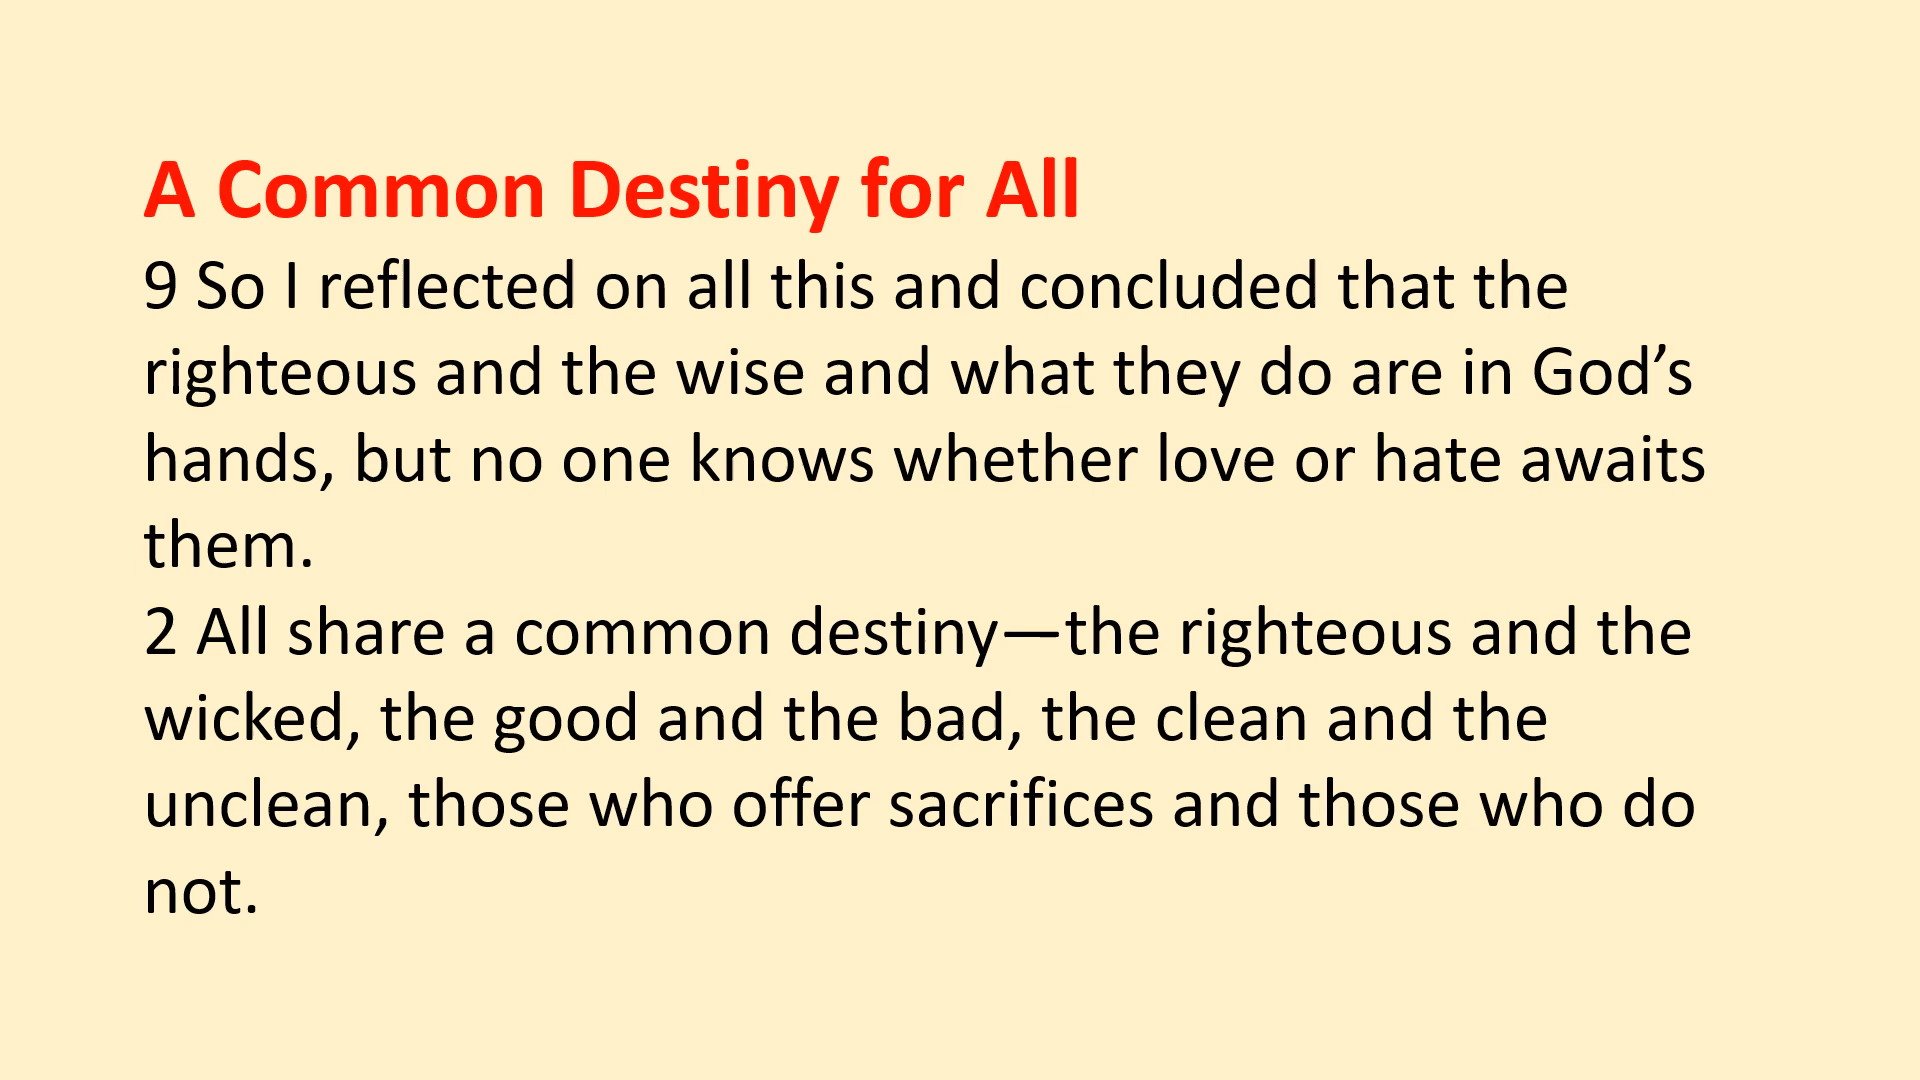 A Common Destiny for All
9 So I reflected on all this and concluded that the
righteous and the wise and what they do are in God’s
hands, but no one knows whether love or hate awaits
them.
2 All share a common destiny—the righteous and the
wicked, the good and the bad, the clean and the
unclean, those who offer sacrifices and those who do
not.